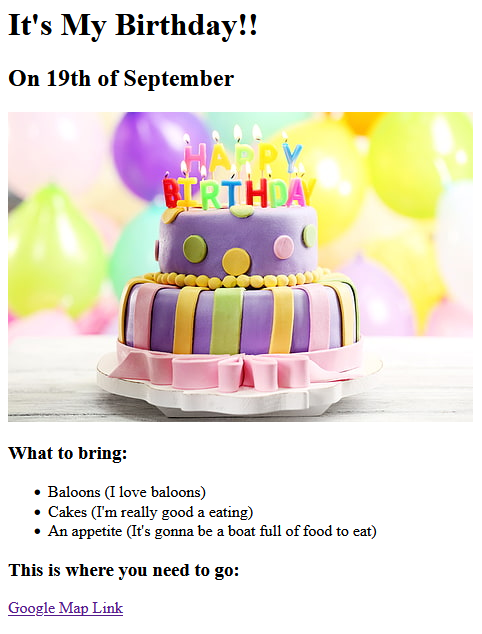 It's My Birthday!!
On 19th of September
HAPPY
BIRTHDAY
What to bring:
Baloons (I love baloons)
Cakes (I'm really good a eating)
An appetite (It's gonna be a boat full of food to eat)
This is where you need to go:
Google Map Link